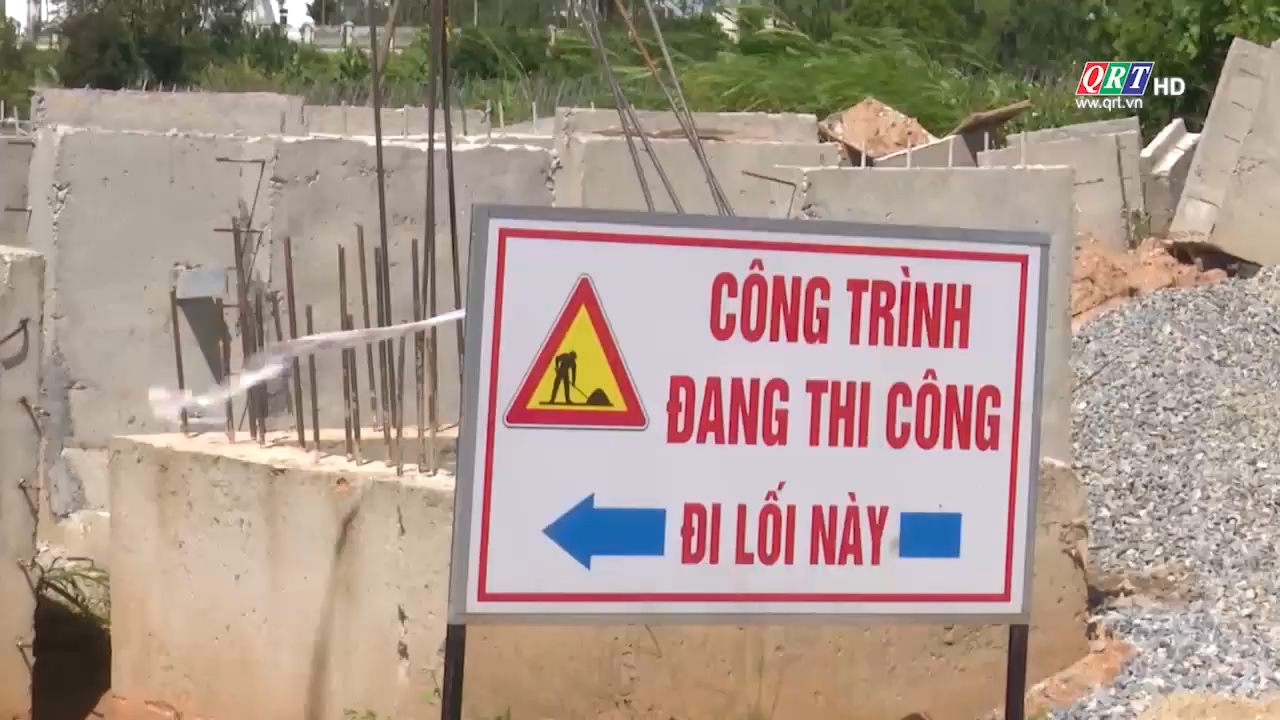 QRT HD
www.qrt.vn
CÔNG TRÌNH
ĐANG THI CÔNG
ĐI LỐI NÀY